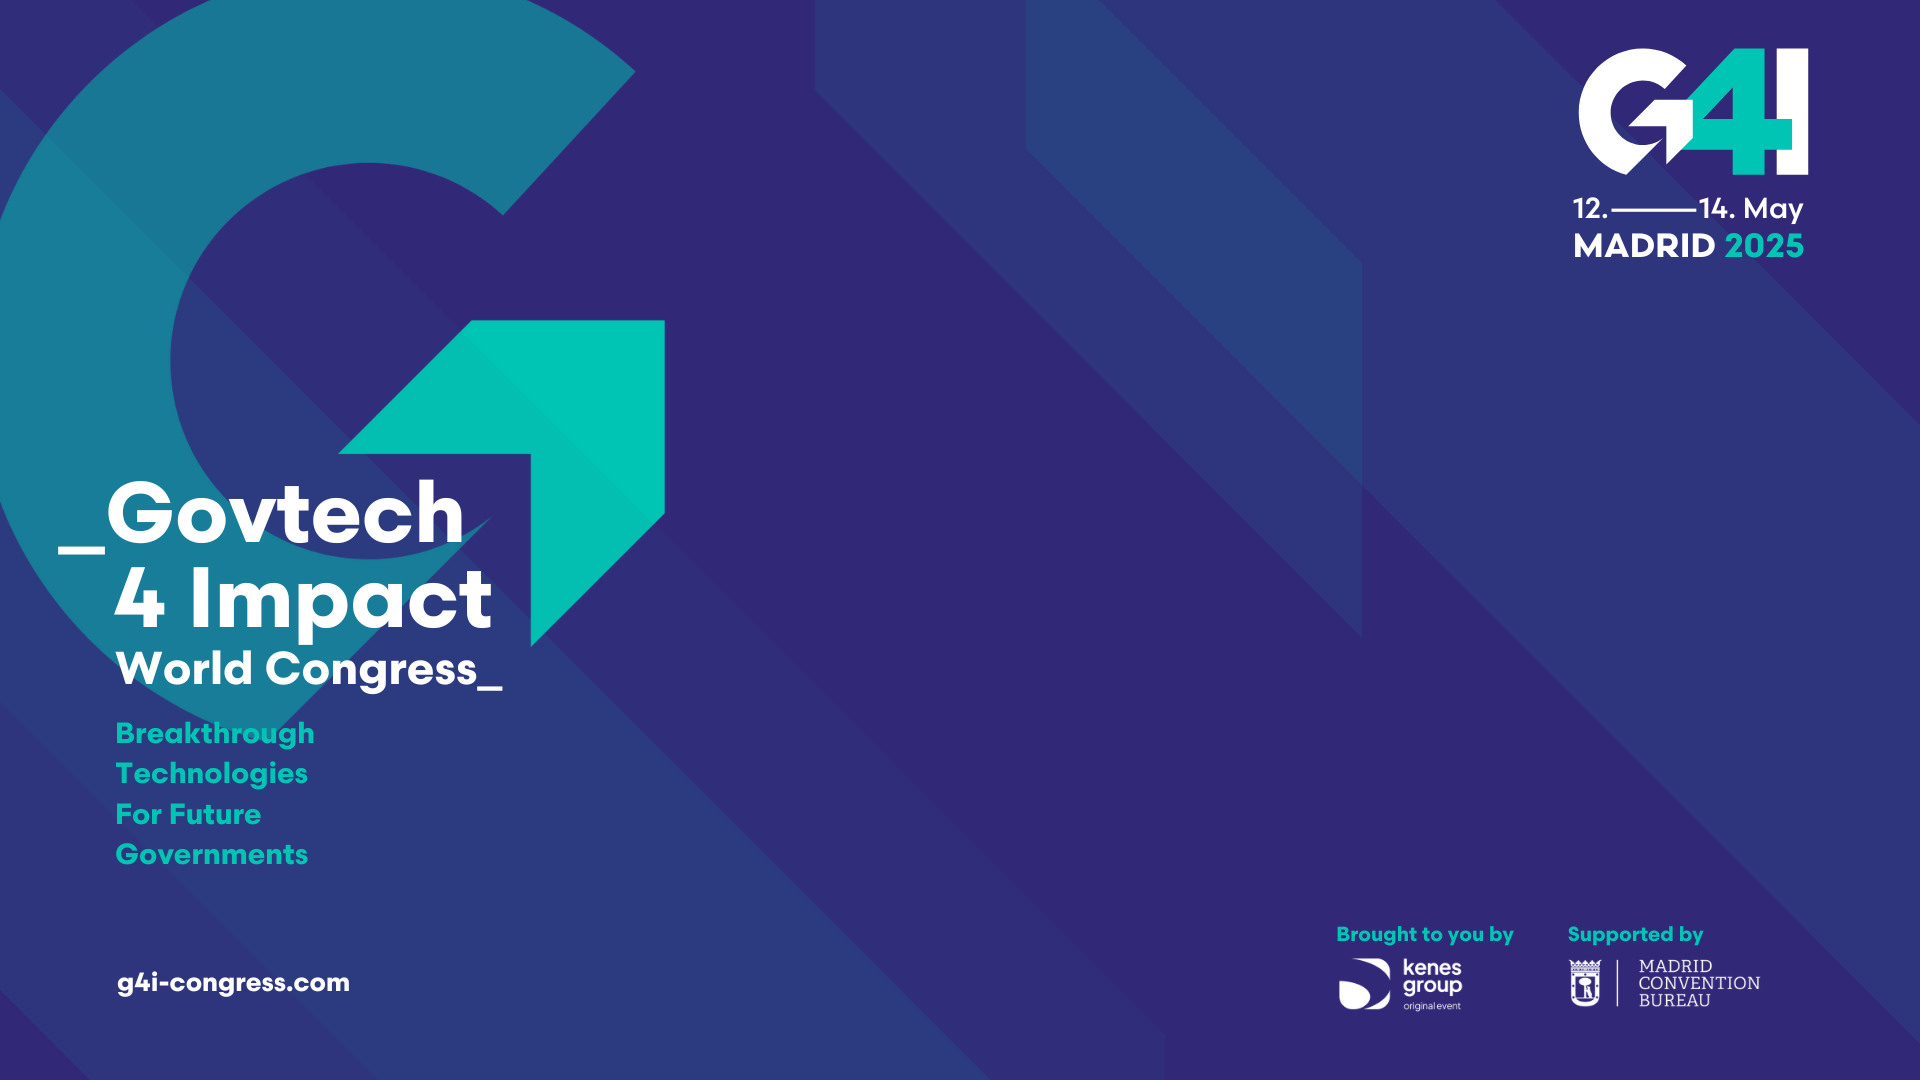 G4I
12.——14. May
MADRID 2025
_Govtech
4 Impact
World Congress_
Breakthrough
Technologies
For Future
Governments
g4i-congress.com
Brought to you by
kenes
group
original event
Supported by
MADRID
CONVENTION
BUREAU